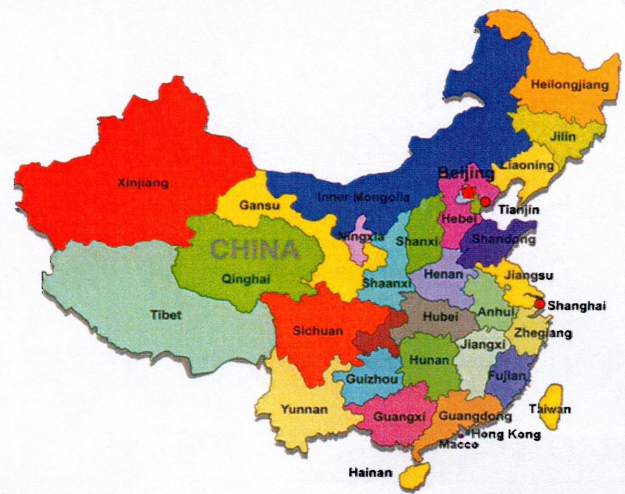 Heilongjiang
Jilin
Liaoning
Beijing
Xinjiang
Inner Mongolia
Gansu
Tianjin
Hebei
Ningxia
Shanxi
Shandong
CHINA
Qinghai
Henan
Shaanxi
Jiangsu
Tibet
Shanghai
Anhui
Hubei
Sichuan
Zhegiang
Jiangxi
Hunan
Guizhou
Fujian
Yunnan
Guangxi
Guangdong
Taiwan
Hong Kong
Macco
Hainan